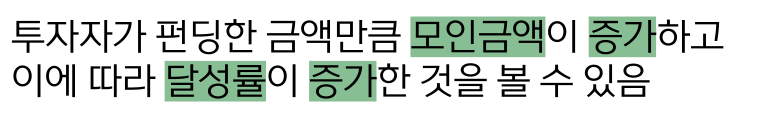 투자자가 펀딩한 금액만큼 모인금액이 증가하고
이에 따라 달성률이 증가한 것을 볼 수 있음